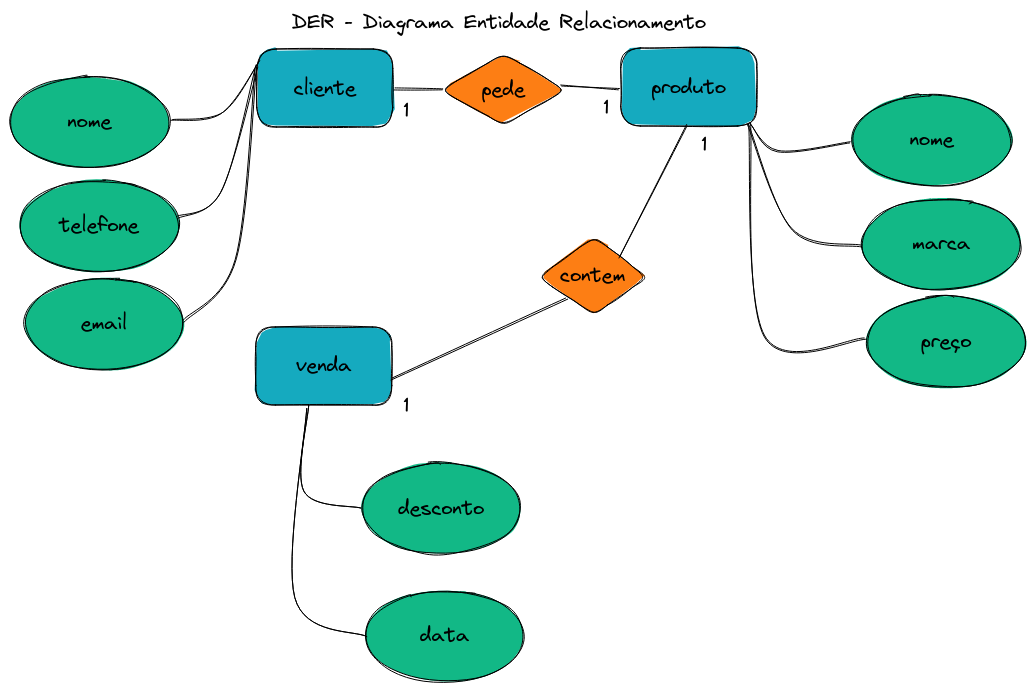 DER - Diagrama Entidade Relacionamento
cliente
pede
produto
1
1
1
nome
telefone
email
nome
marca
preço
contem
venda
1
desconto
data